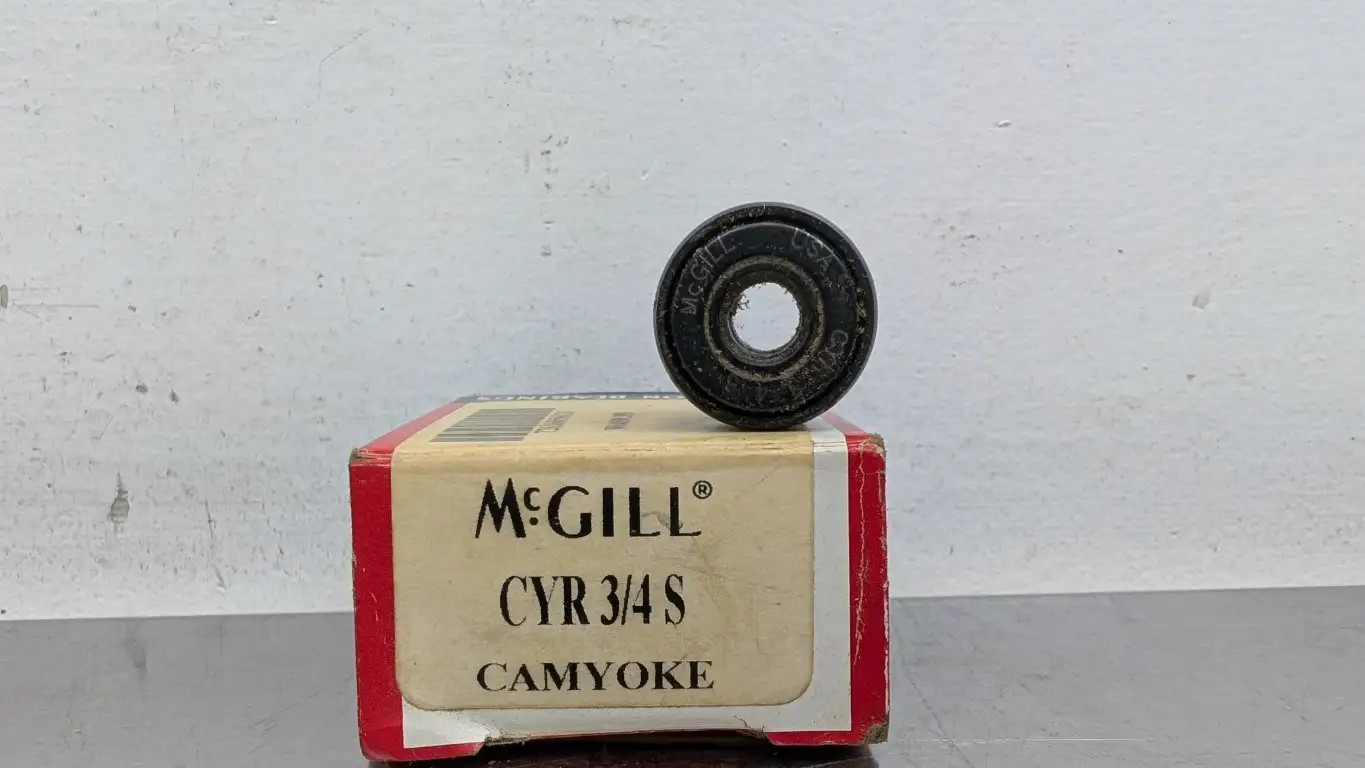 McGILL USA
McGILL®
CYR 3/4 S
CAMYOKE